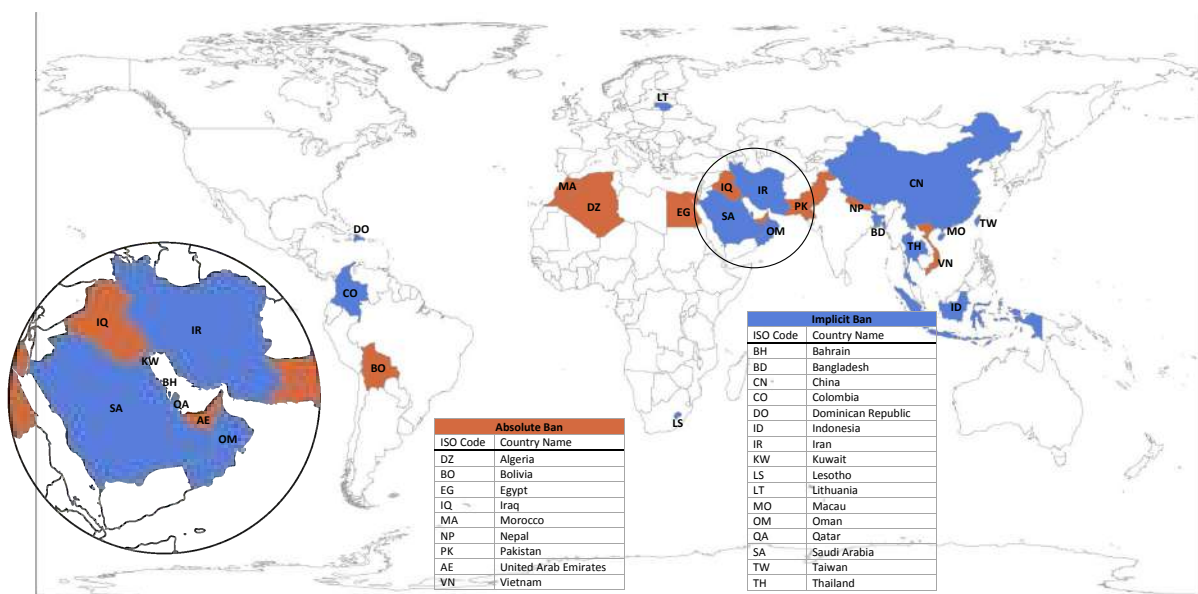 LT
MA
DZ
EG
IQ
IR
SA
OM
PK
NP
CN
BD
TH
MO
TW
VN
ID
DO
CO
BO
LS
IQ
IR
KW
BH
QA
SA
AE
OM
Absolute Ban
ISO Code Country Name
DZ Algeria
BO Bolivia
EG Egypt
IQ Iraq
MA Morocco
NP Nepal
PK Pakistan
AE United Arab Emirates
VN Vietnam
Implicit Ban
ISO Code Country Name
BH Bahrain
BD Bangladesh
CN China
CO Colombia
DO Dominican Republic
ID Indonesia
IR Iran
KW Kuwait
LS Lesotho
LT Lithuania
MO Macau
OM Oman
QA Qatar
SA Saudi Arabia
TW Taiwan
TH Thailand